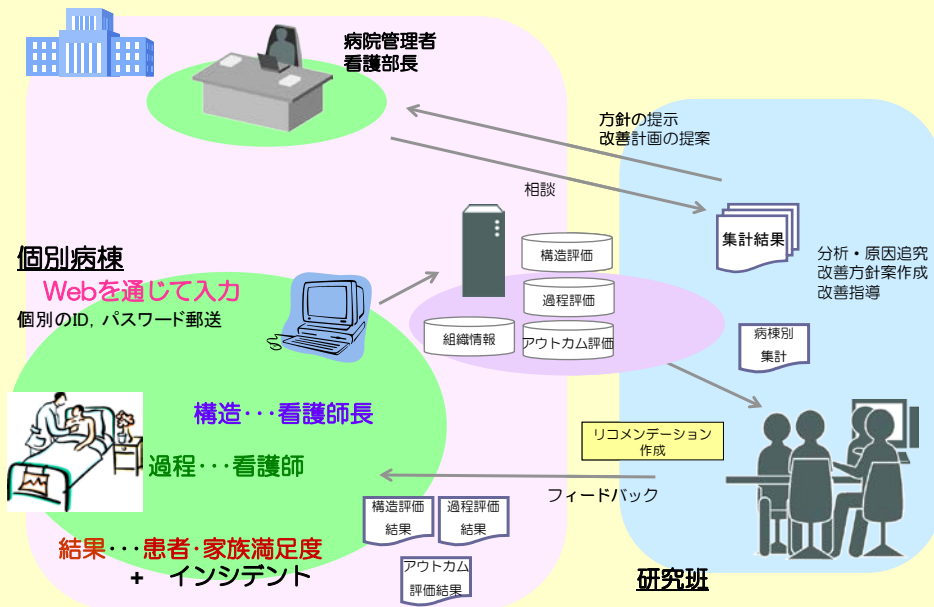 病院管理者
看護部長
方針の提示
改善計画の提案
相談
集計結果
分析・原因追究
改善方針案作成
改善指導
個別病棟
Webを通じて入力
個別のID，パスワード郵送
構造評価
過程評価
組織情報
アウトカム評価
病棟別
集計
構造･･･看護師長
過程･･･看護師
リコメンデーション
作成
フィードバック
構造評価
結果
過程評価
結果
結果･･･患者･家族満足度
+ インシデント
アウトカム
評価結果
研究班